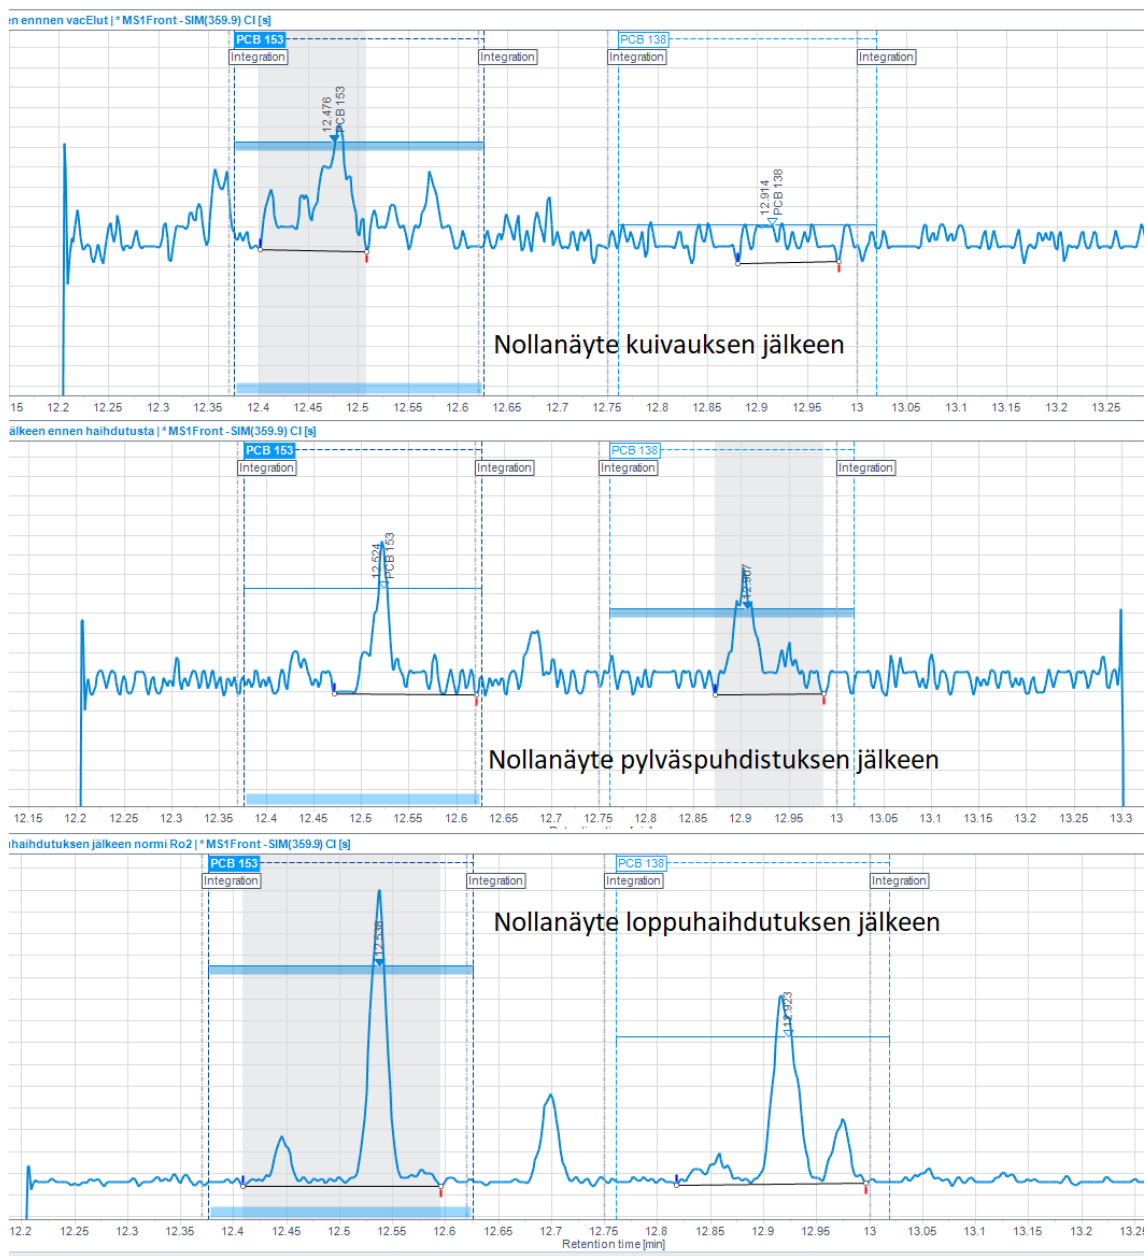 en ennnen vacElut | * MS1Front - SIM(359.9) CI [s]
PCB 153
PCB 138
Integration
Integration
Integration
Integration
12.476
PCB 153
12.914
PCB 138
Nollanäyte kuivauksen jälkeen
15 12.2 12.25 12.3 12.35 12.4 12.45 12.5 12.55 12.6 12.65 12.7 12.75 12.8 12.85 12.9 12.95 13 13.05 13.1 13.15 13.2 13.25
älkeen ennen haihdutusta | * MS1Front - SIM(359.9) CI [s]
PCB 153
PCB 138
Integration
Integration
Integration
Integration
12.524
PCB 153
12.907
Nollanäyte pylväspuhdistuksen jälkeen
12.15 12.2 12.25 12.3 12.35 12.4 12.45 12.5 12.55 12.6 12.65 12.7 12.75 12.8 12.85 12.9 12.95 13 13.05 13.1 13.15 13.2 13.25 13.3
haihdutuksen jälkeen normi Ro2 | * MS1Front - SIM(359.9) CI [s]
PCB 153
PCB 138
Integration
Integration
Integration
Integration
12.538
12.923
Nollanäyte loppuhaihdutuksen jälkeen
12.2 12.25 12.3 12.35 12.4 12.45 12.5 12.55 12.6 12.65 12.7 12.75 12.8 12.85 12.9 12.95 13 13.05 13.1 13.15 13.2 13.25
Retention time [min]